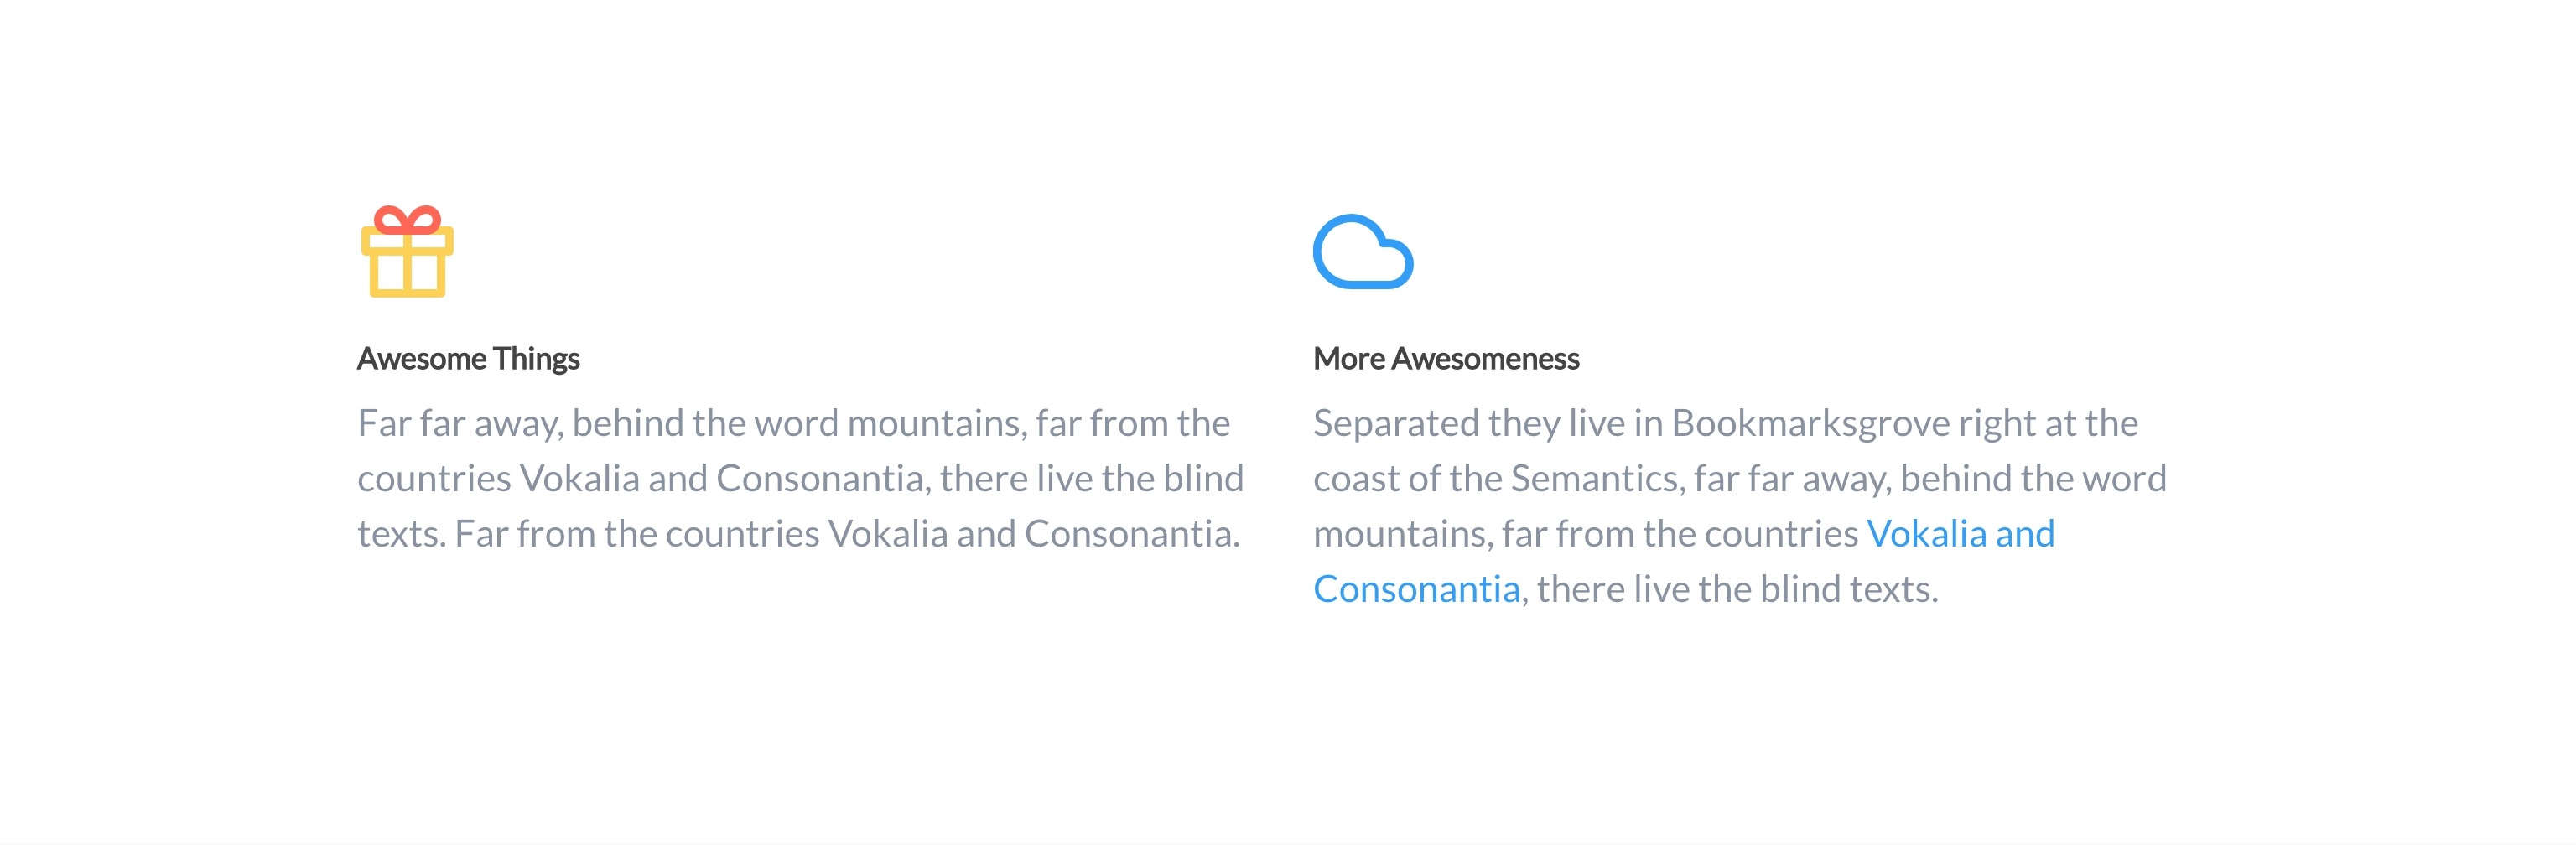 Awesome Things
Far far away, behind the word mountains, far from the
countries Vokalia and Consonantia, there live the blind
texts. Far from the countries Vokalia and Consonantia.
More Awesomeness
Separated they live in Bookmarksgrove right at the
coast of the Semantics, far far away, behind the word
mountains, far from the countries Vokalia and
Consonantia, there live the blind texts.